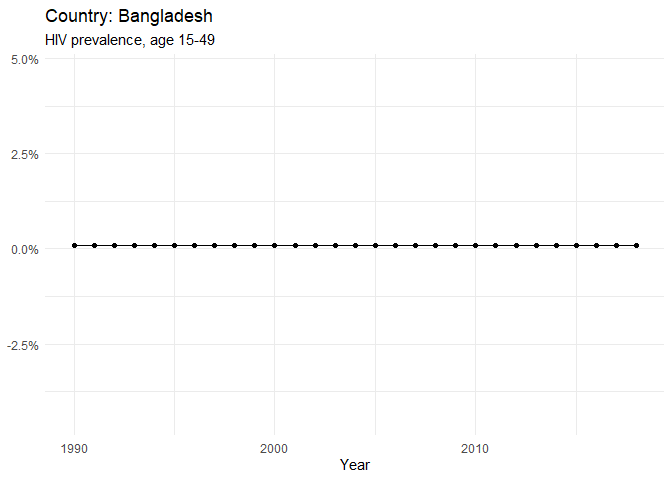 Country: Bangladesh
HIV prevalence, age 15-49
5.0%
2.5%
0.0%
-2.5%
1990 2000 2010
Year